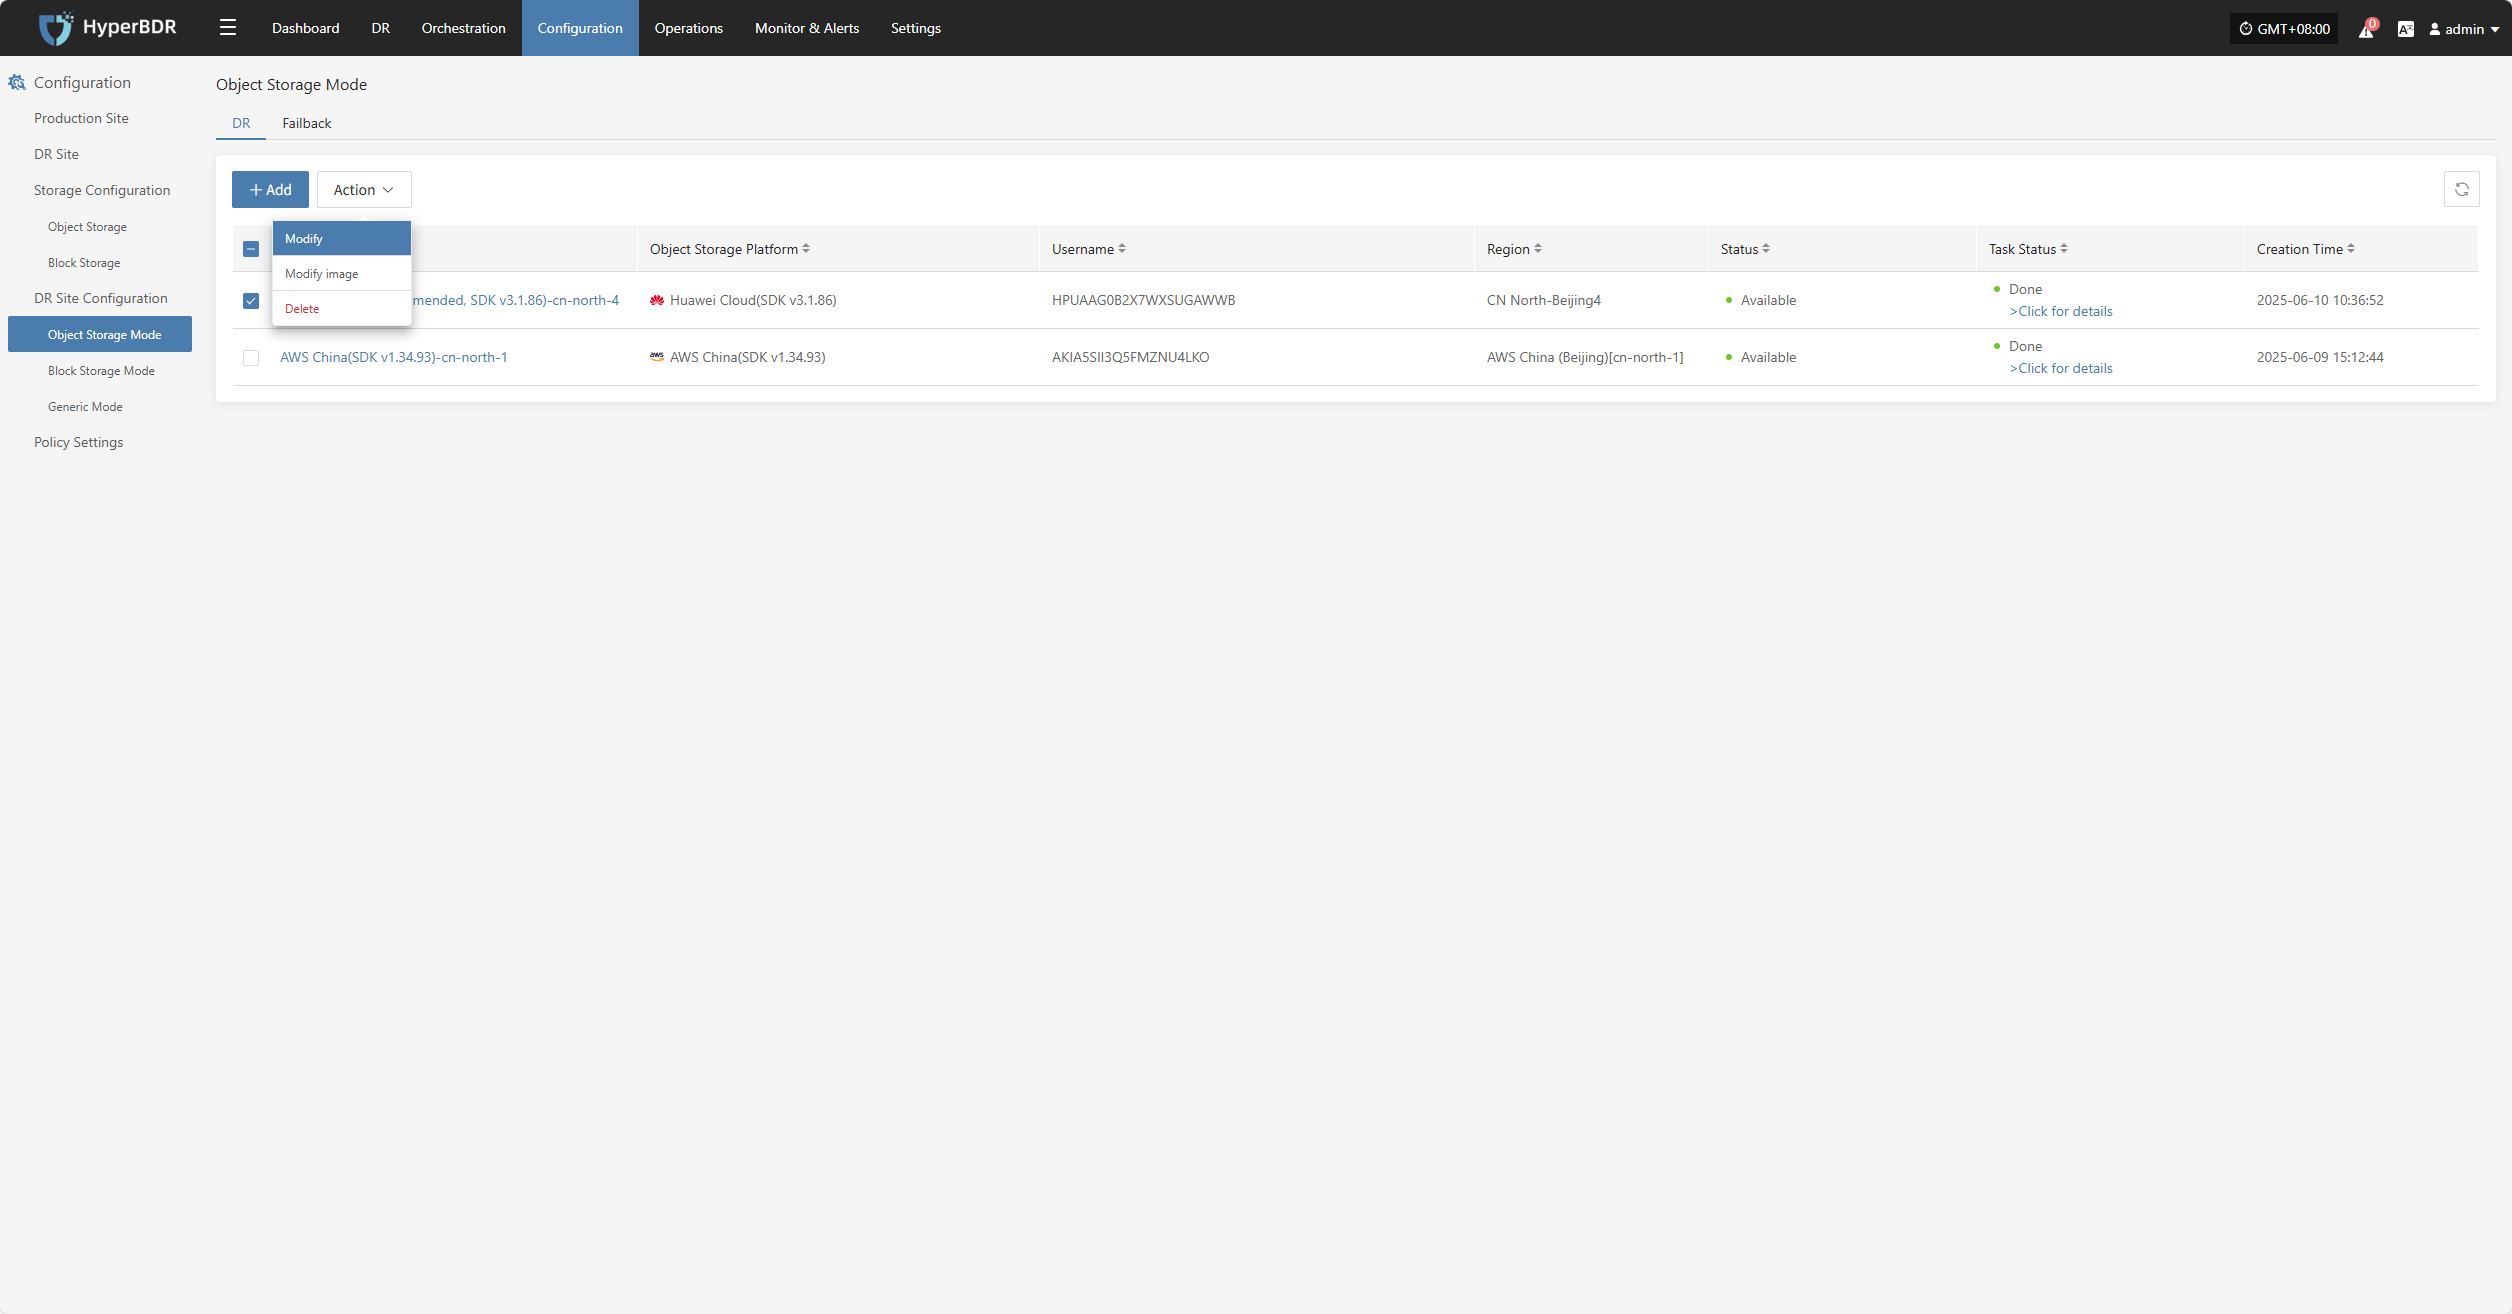 HyperBDR
Dashboard
DR
Orchestration
Configuration
Operations
Monitor & Alerts
Settings
GMT+08:00
0
admin
Configuration
Production Site
DR Site
Storage Configuration
Object Storage
Block Storage
DR Site Configuration
Object Storage Mode
Block Storage Mode
Generic Mode
Policy Settings
Object Storage Mode
DR
Failback
+ Add
Action
Modify
Modify image
Delete
Object Storage Platform
Username
Region
Status
Task Status
Creation Time
mended, SDK v3.1.86)-cn-north-4
Huawei Cloud(SDK v3.1.86)
HPUAAG0B2X7WXSUGAWWB
CN North-Beijing4
Available
Done
>Click for details
2025-06-10 10:36:52
AWS China(SDK v1.34.93)-cn-north-1
aws
AWS China(SDK v1.34.93)
AKIA5SII3Q5FMZNU4LKO
AWS China (Beijing)[cn-north-1]
Available
Done
>Click for details
2025-06-09 15:12:44